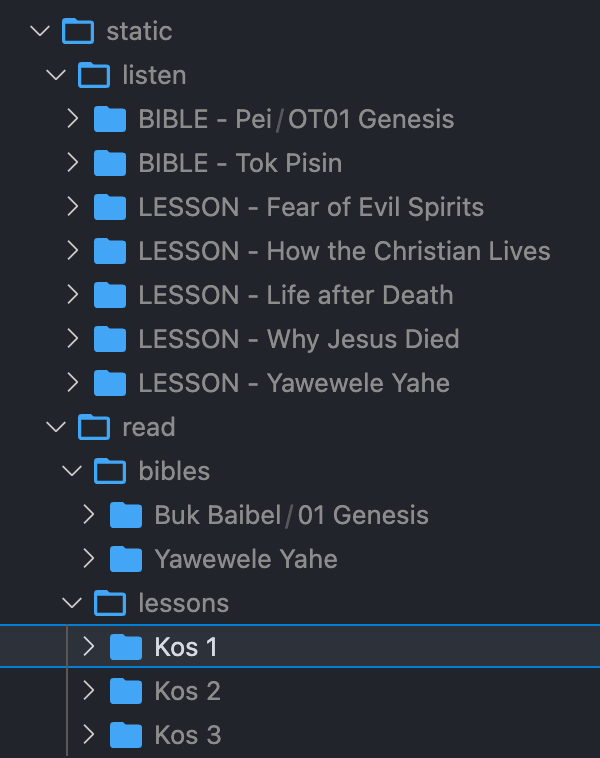 static
listen
BIBLE - Pei/OT01 Genesis
BIBLE - Tok Pisin
LESSON - Fear of Evil Spirits
LESSON - How the Christian Lives
LESSON - Life after Death
LESSON - Why Jesus Died
LESSON - Yawewele Yahe
read
bibles
Buk Baibel/01 Genesis
Yawewele Yahe
lessons
Kos 1
Kos 2
Kos 3